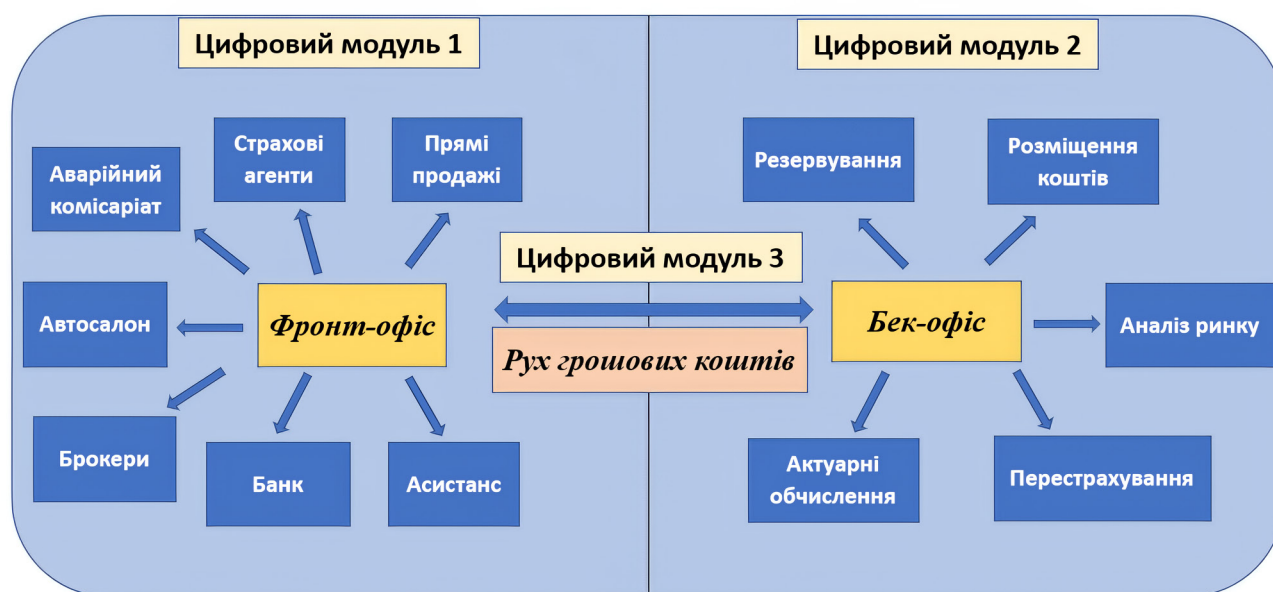 Цифровий модуль 1
Цифровий модуль 2
Аварійний
комісаріат
Страхові
агенти
Прямі
продажі
Резервування
Розміщення
коштів
Цифровий модуль 3
Автосалон
Фронт-офіс
Рух грошових коштів
Бек-офіс
Аналіз ринку
Брокери
Банк
Асистанс
Актуарні
обчислення
Перестрахування